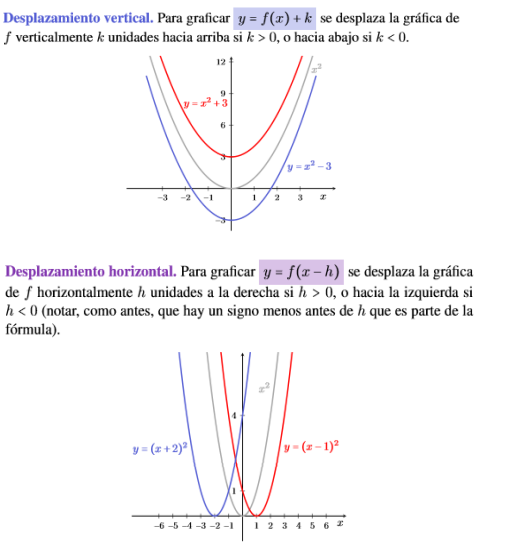 Desplazamiento vertical. Para graficar y = f(x) + k se desplaza la gráfica de
f verticalmente k unidades hacia arriba si k > 0, o hacia abajo si k < 0.
12
x²
9
y = x² + 3
6
3
y = x² − 3
−3 −2 −1 1 2 3 x
−3
Desplazamiento horizontal. Para graficar y = f(x − h) se desplaza la gráfica
de f horizontalmente h unidades a la derecha si h > 0, o hacia la izquierda si
h < 0 (notar, como antes, que hay un signo menos antes de h que es parte de la
fórmula).
x²
4
y = (x + 2)² y = (x − 1)²
1
−6 −5 −4 −3 −2 −1 1 2 3 4 5 6 x